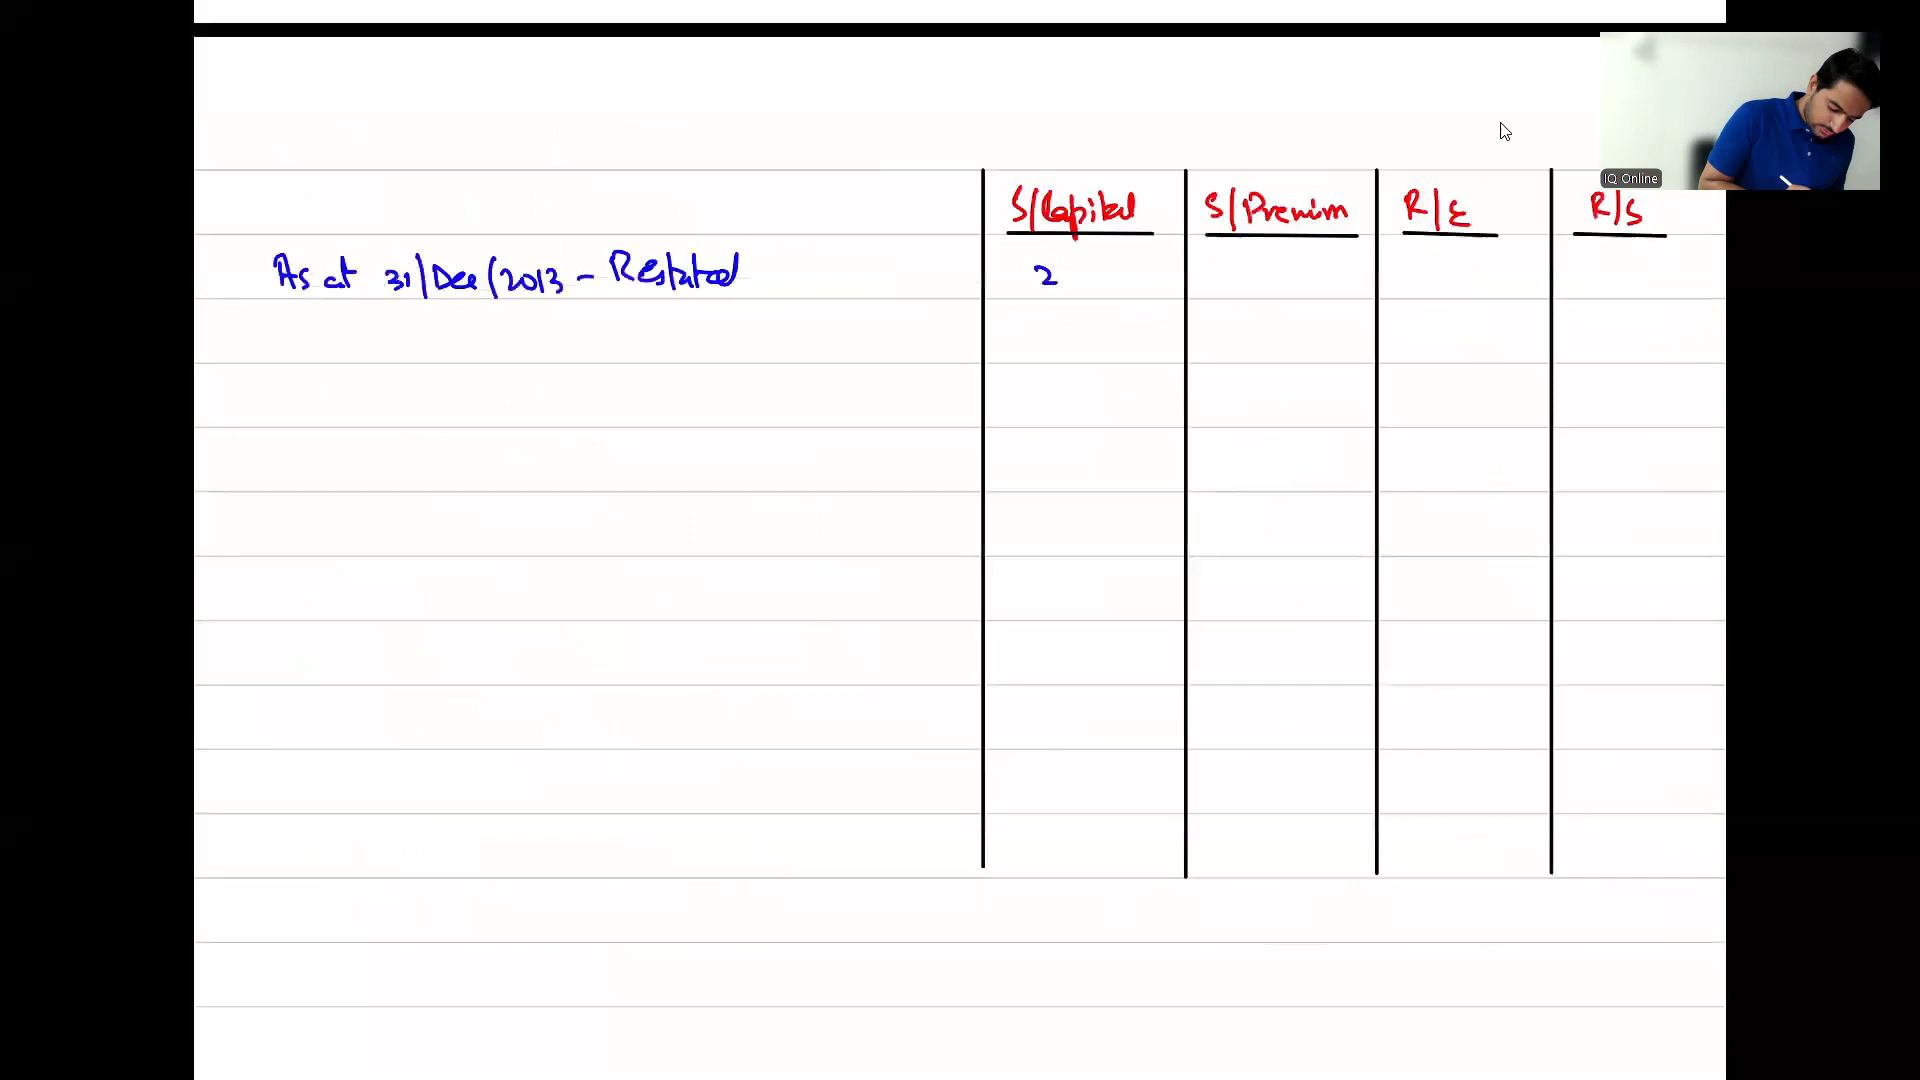 IQ Online
S/Capital S/Premium R/E R/S
As at 31/Dec/2013 - Restated 2